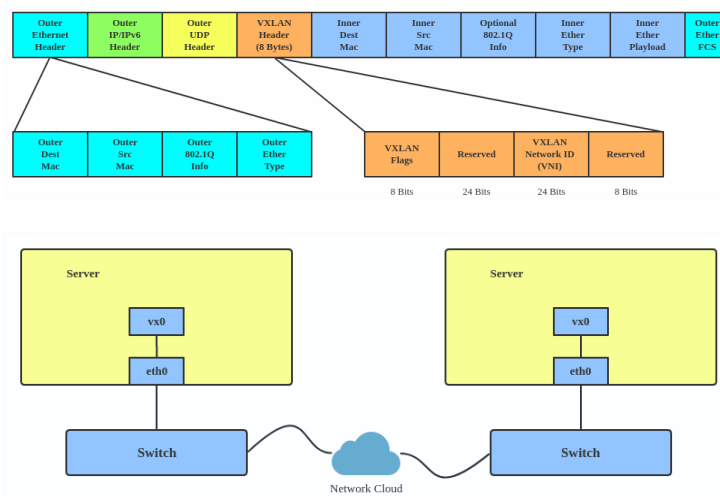 Outer Ethernet Header
Outer IP/IPv6 Header
Outer UDP Header
VXLAN Header (8 Bytes)
Inner Dest Mac
Inner Src Mac
Optional 802.1Q Info
Inner Ether Type
Inner Ether Playload
Outer Ether FCS
Outer Dest Mac
Outer Src Mac
Outer 802.1Q Info
Outer Ether Type
VXLAN Flags
Reserved
VXLAN Network ID (VNI)
Reserved
8 Bits
24 Bits
24 Bits
8 Bits
Server
Server
vx0
vx0
eth0
eth0
Switch
Switch
Network Cloud